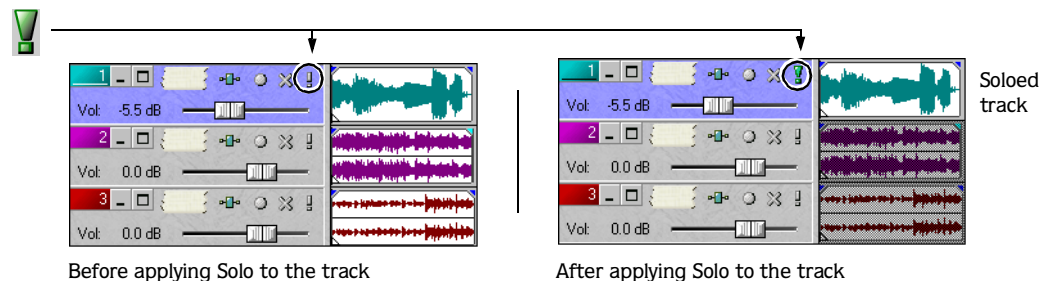 1
Vol: -5.5 dB
2
Vol: 0.0 dB
3
Vol: 0.0 dB
Before applying Solo to the track
1
Vol: -5.5 dB
2
Vol: 0.0 dB
3
Vol: 0.0 dB
Soloed
track
After applying Solo to the track